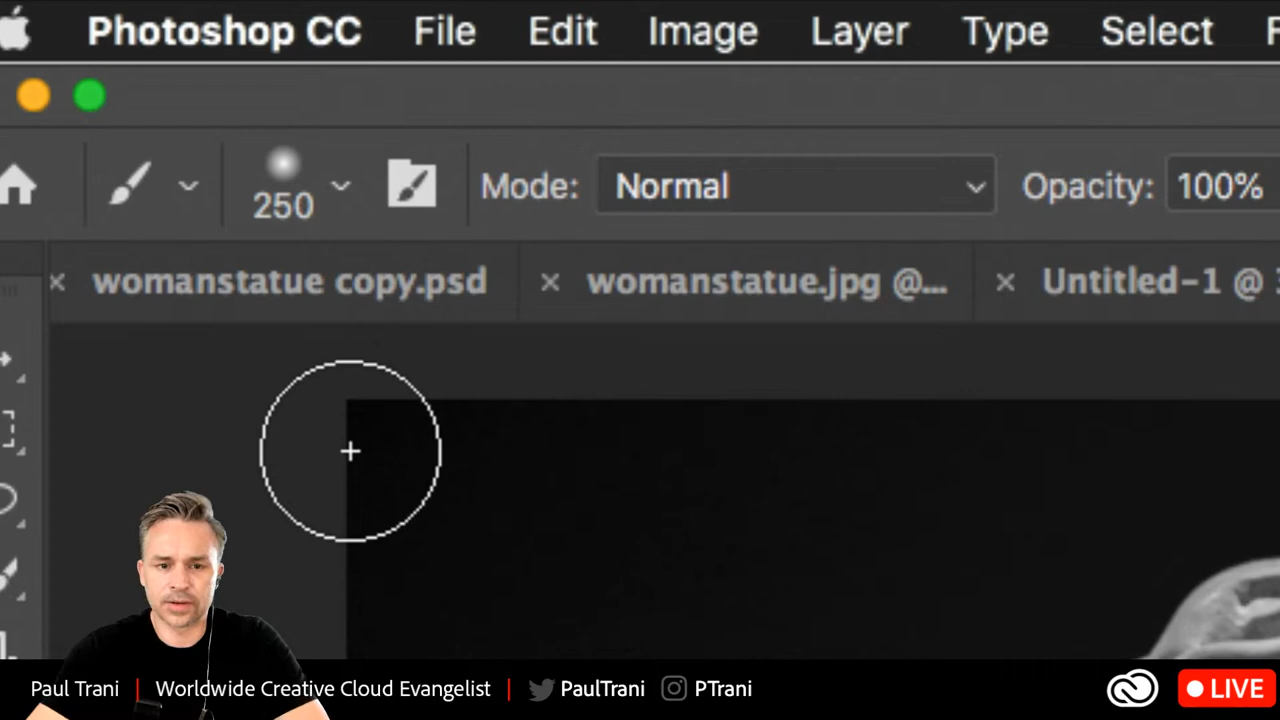 Photoshop CC File Edit Image Layer Type Select
250 Mode: Normal Opacity: 100%
× womanstatue copy.psd × womanstatue.jpg @... × Untitled-1 @
Paul Trani | Worldwide Creative Cloud Evangelist | PaulTrani PTrani LIVE